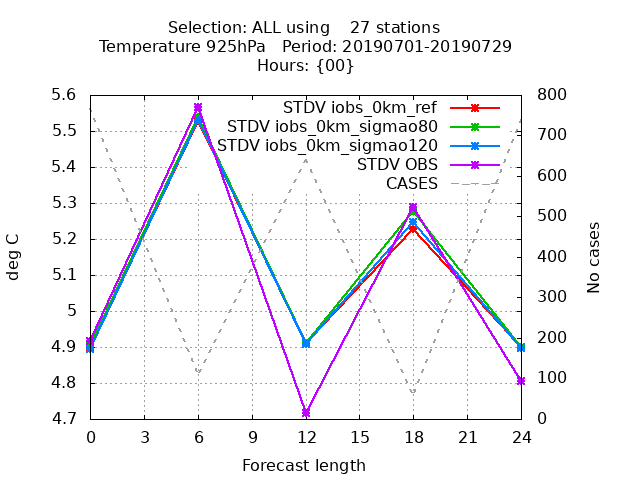 Selection: ALL using    27 stations
Temperature 925hPa   Period: 20190701-20190729
Hours: {00}
STDV iobs_0km_ref
STDV iobs_0km_sigmao80
STDV iobs_0km_sigmao120
STDV OBS
CASES
5.6
5.5
5.4
5.3
5.2
5.1
5
4.9
4.8
4.7
deg C
800
700
600
500
400
300
200
100
0
No cases
0 3 6 9 12 15 18 21 24
Forecast length